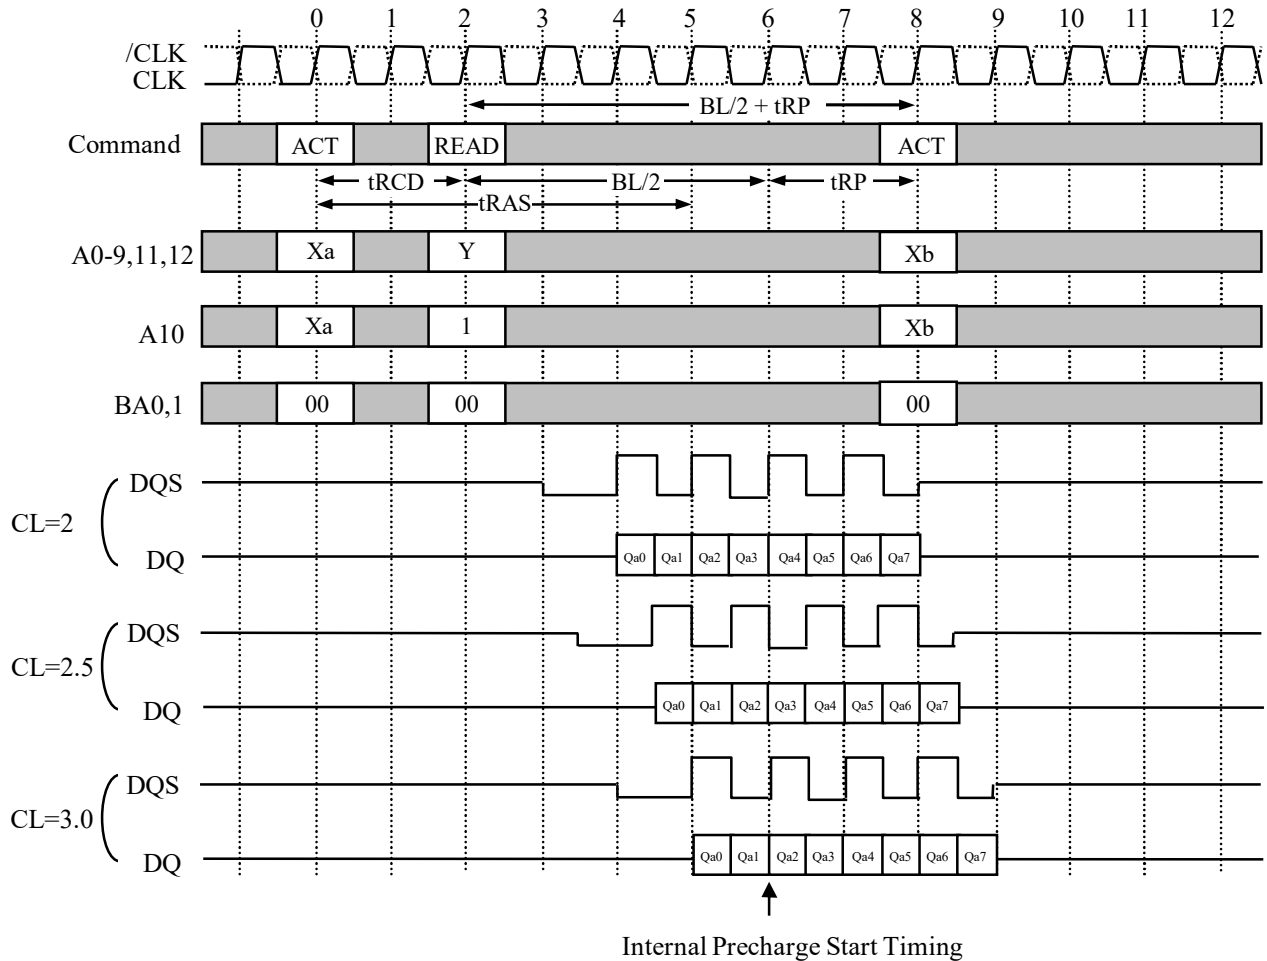 0 1 2 3 4 5 6 7 8 9 10 11 12
/CLK
CLK
BL/2 + tRP
Command ACT READ ACT
tRCD BL/2 tRP
tRAS
A0-9,11,12 Xa Y Xb
A10 Xa 1 Xb
BA0,1 00 00 00
DQS
CL=2
DQ Qa0 Qa1 Qa2 Qa3 Qa4 Qa5 Qa6 Qa7
DQS
CL=2.5
DQ Qa0 Qa1 Qa2 Qa3 Qa4 Qa5 Qa6 Qa7
DQS
CL=3.0
DQ Qa0 Qa1 Qa2 Qa3 Qa4 Qa5 Qa6 Qa7
Internal Precharge Start Timing